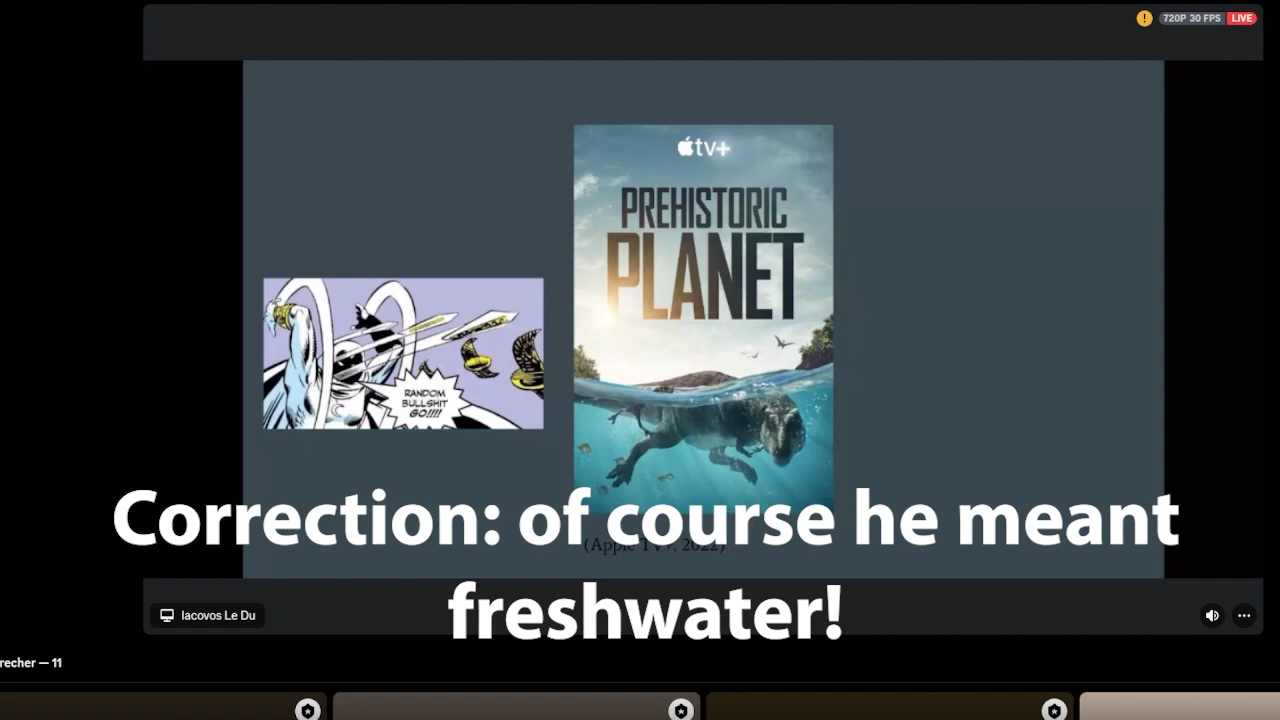 720P 30 FPS LIVE
tv+
PREHISTORIC
PLANET
RANDOM
BULLSHIT
GO!!!!
Correction: of course he meant
(Apple TV+, 2022)
freshwater!
Iacovos Le Du
recher — 11